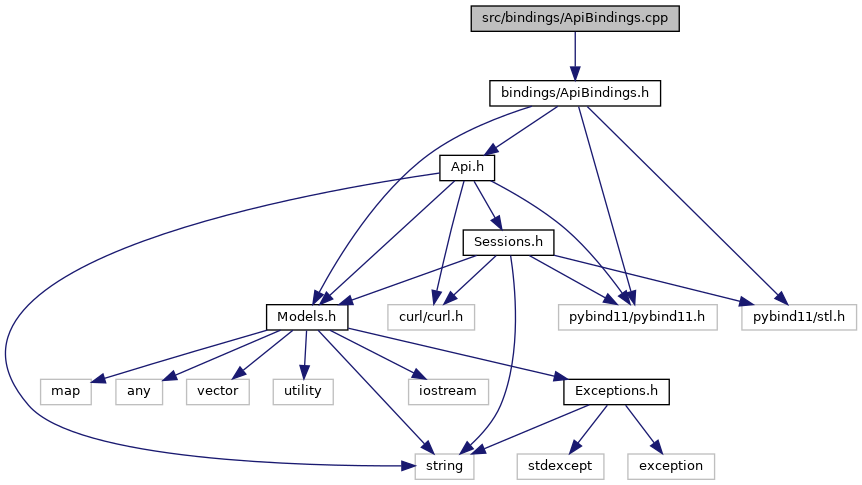 src/bindings/ApiBindings.cpp
bindings/ApiBindings.h
Api.h
Sessions.h
Models.h
curl/curl.h
pybind11/pybind11.h
pybind11/stl.h
map
any
vector
utility
iostream
Exceptions.h
string
stdexcept
exception